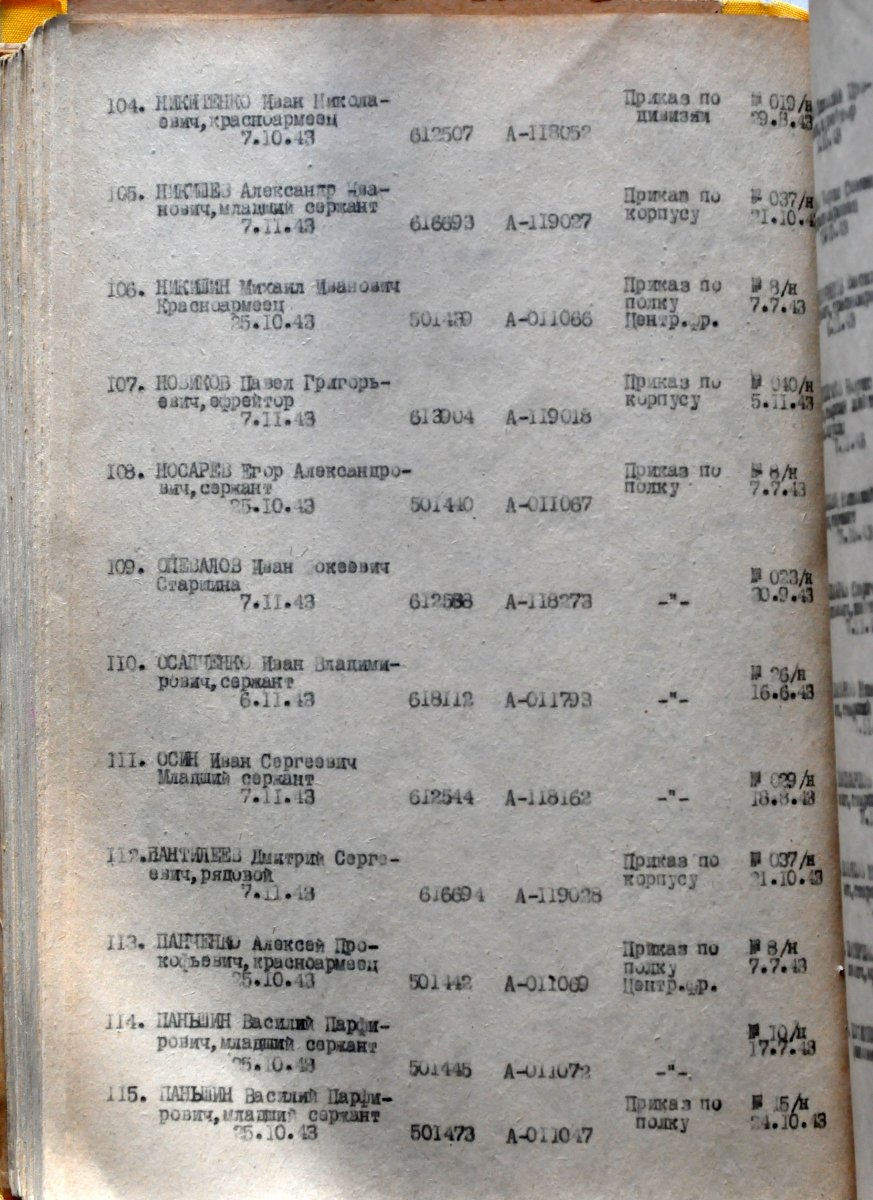 104. НИКИТЕНКО Иван Никола- Приказ по № 019/н
евич,красноармеец дивизии 29.8.43
7.10.43 612507 А-118052
105. НИКИШЕВ Александр Ива- Приказ по № 037/н
нович,младший сержант корпусу 21.10.4
7.11.43 616693 А-119027
106. НИКИШИН Михаил Иванович Приказ по № 8/н
Красноармеец полку 7.7.43
25.10.43 501439 А-011066 Центр.фр.
107. НОВИКОВ Павел Григорь- Приказ по № 040/н
евич,ефрейтор корпусу 5.11.43
7.11.43 613904 А-119018
108. НОСАРЕВ Егор Александро- Приказ по № 8/н
вич,сержант полку 7.7.43
25.10.43 501440 А-011067
109. ОПЕВАЛОВ Иван № 023/н
Старшина 30.9.43
7.11.43 А-118273 -"-
110. ОСАДЧЕНКО Иван Владими- № 26/н
рович,сержант 16.6.43
6.11.43 618112 А-011793 -"-
111. ОСИН Иван Сергеевич
Младший сержант № 029/н
7.11.43 612544 А-118162 -"- 18.8.43
112.ПАНТИЛЕЕВ Дмитрий Серге- Приказ по № 037/н
евич,рядовой корпусу 21.10.43
7.11.43 616694 А-119028
113. ПАНЧЕНКО Алексей Про- Приказ по № 8/н
кофьевич,красноармеец полку 7.7.43
25.10.43 501442 А-011069 Центр.фр.
114. ПАНЬШИН Василий Парфи- № 10/н
рович,младший сержант 17.7.43
25.10.43 501445 А-011072 -"-
115. ПАНЬШИН Василий Парфи- Приказ по № 15/н
рович,младший сержант полку 24.10.43
25.10.43 501473 А-011047